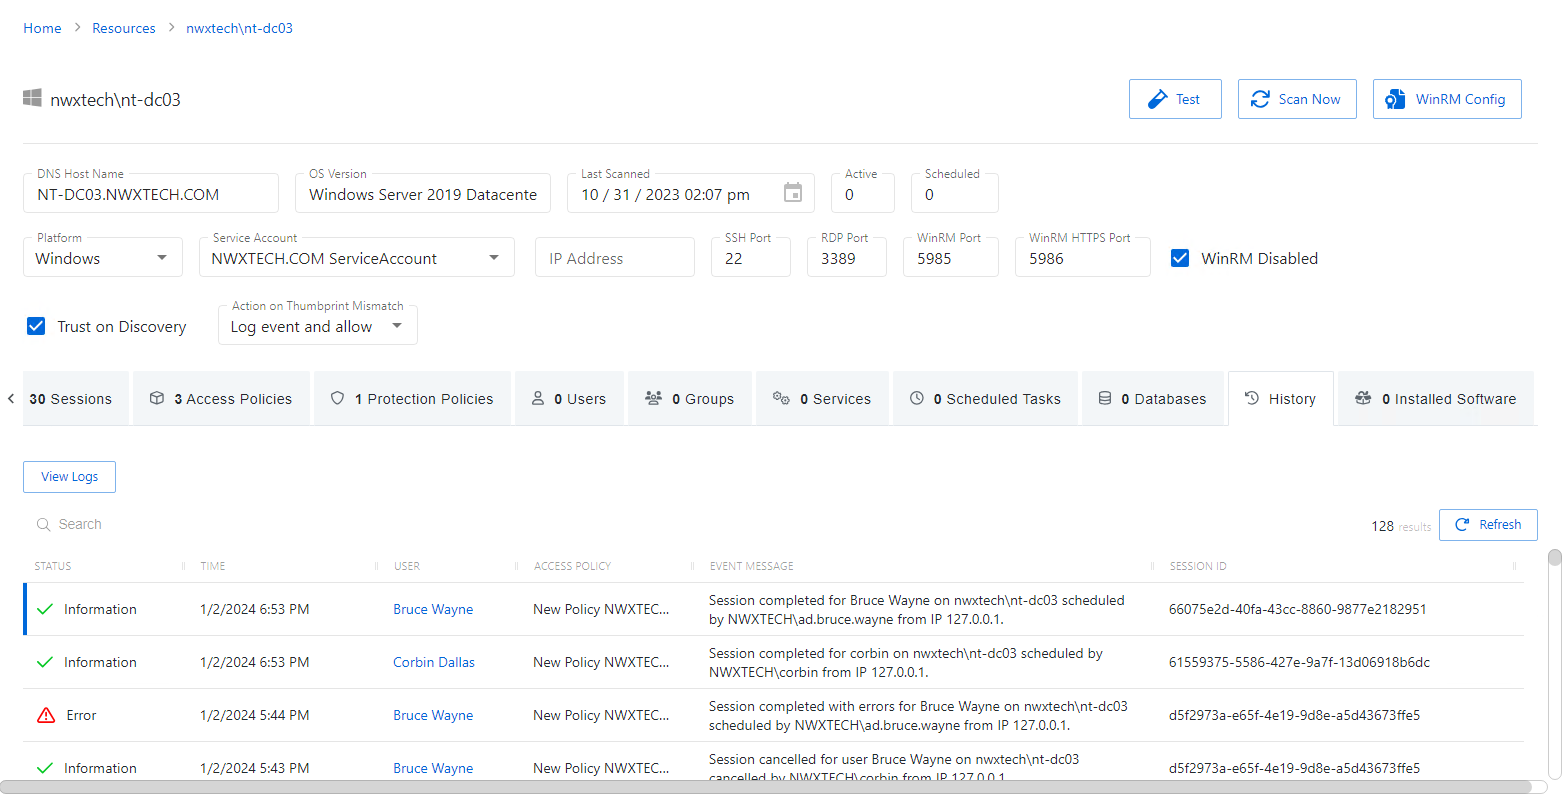 Home > Resources > nwxtech\nt-dc03
nwxtech\nt-dc03
Test
Scan Now
WinRM Config
DNS Host Name
NT-DC03.NWXTECH.COM
OS Version
Windows Server 2019 Datacente
Last Scanned
10 / 31 / 2023 02:07 pm
Active
0
Scheduled
0
Platform
Windows
Service Account
NWXTECH.COM ServiceAccount
IP Address
SSH Port
22
RDP Port
3389
WinRM Port
5985
WinRM HTTPS Port
5986
WinRM Disabled
Trust on Discovery
Action on Thumbprint Mismatch
Log event and allow
30 Sessions
3 Access Policies
1 Protection Policies
0 Users
0 Groups
0 Services
0 Scheduled Tasks
0 Databases
History
0 Installed Software
View Logs
Search
128 results
Refresh
STATUS TIME USER ACCESS POLICY EVENT MESSAGE SESSION ID
Information 1/2/2024 6:53 PM Bruce Wayne New Policy NWXTEC... Session completed for Bruce Wayne on nwxtech\nt-dc03 scheduled
by NWXTECH\ad.bruce.wayne from IP 127.0.0.1.
66075e2d-40fa-43cc-8860-9877e2182951
Information 1/2/2024 6:53 PM Corbin Dallas New Policy NWXTEC... Session completed for corbin on nwxtech\nt-dc03 scheduled by
NWXTECH\corbin from IP 127.0.0.1.
61559375-5586-427e-9a7f-13d06918b6dc
Error 1/2/2024 5:44 PM Bruce Wayne New Policy NWXTEC... Session completed with errors for Bruce Wayne on nwxtech\nt-dc03
scheduled by NWXTECH\ad.bruce.wayne from IP 127.0.0.1.
d5f2973a-e65f-4e19-9d8e-a5d43673ffe5
Information 1/2/2024 5:43 PM Bruce Wayne New Policy NWXTEC... Session cancelled for user Bruce Wayne on nwxtech\nt-dc03
cancelled by NWXTECH\corbin from IP 127.0.0.1
d5f2973a-e65f-4e19-9d8e-a5d43673ffe5